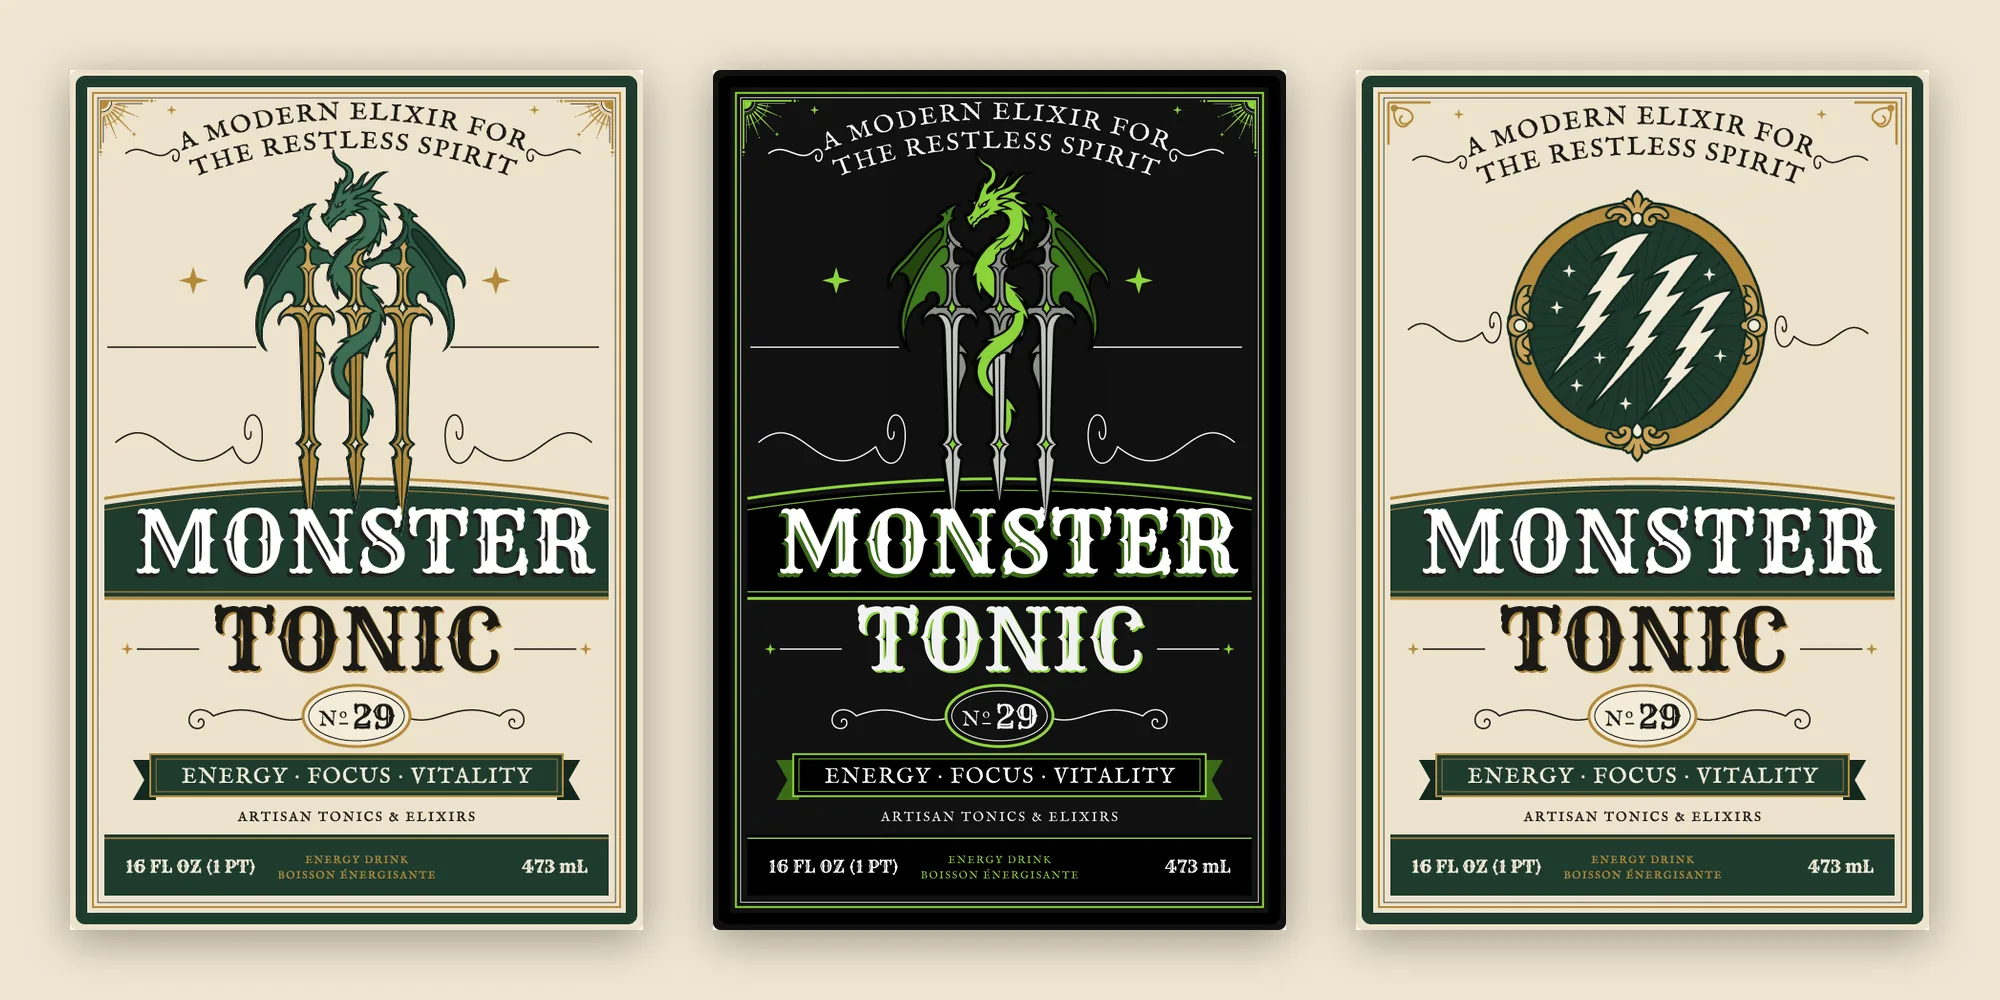 A MODERN ELIXIR FOR
THE RESTLESS SPIRIT
MONSTER
TONIC
Nº 29
ENERGY · FOCUS · VITALITY
ARTISAN TONICS & ELIXIRS
16 FL OZ (1 PT)
ENERGY DRINK
BOISSON ÉNERGISANTE
473 mL
A MODERN ELIXIR FOR
THE RESTLESS SPIRIT
MONSTER
TONIC
Nº 29
ENERGY · FOCUS · VITALITY
ARTISAN TONICS & ELIXIRS
16 FL OZ (1 PT)
ENERGY DRINK
BOISSON ÉNERGISANTE
473 mL
A MODERN ELIXIR FOR
THE RESTLESS SPIRIT
MONSTER
TONIC
Nº 29
ENERGY · FOCUS · VITALITY
ARTISAN TONICS & ELIXIRS
16 FL OZ (1 PT)
ENERGY DRINK
BOISSON ÉNERGISANTE
473 mL